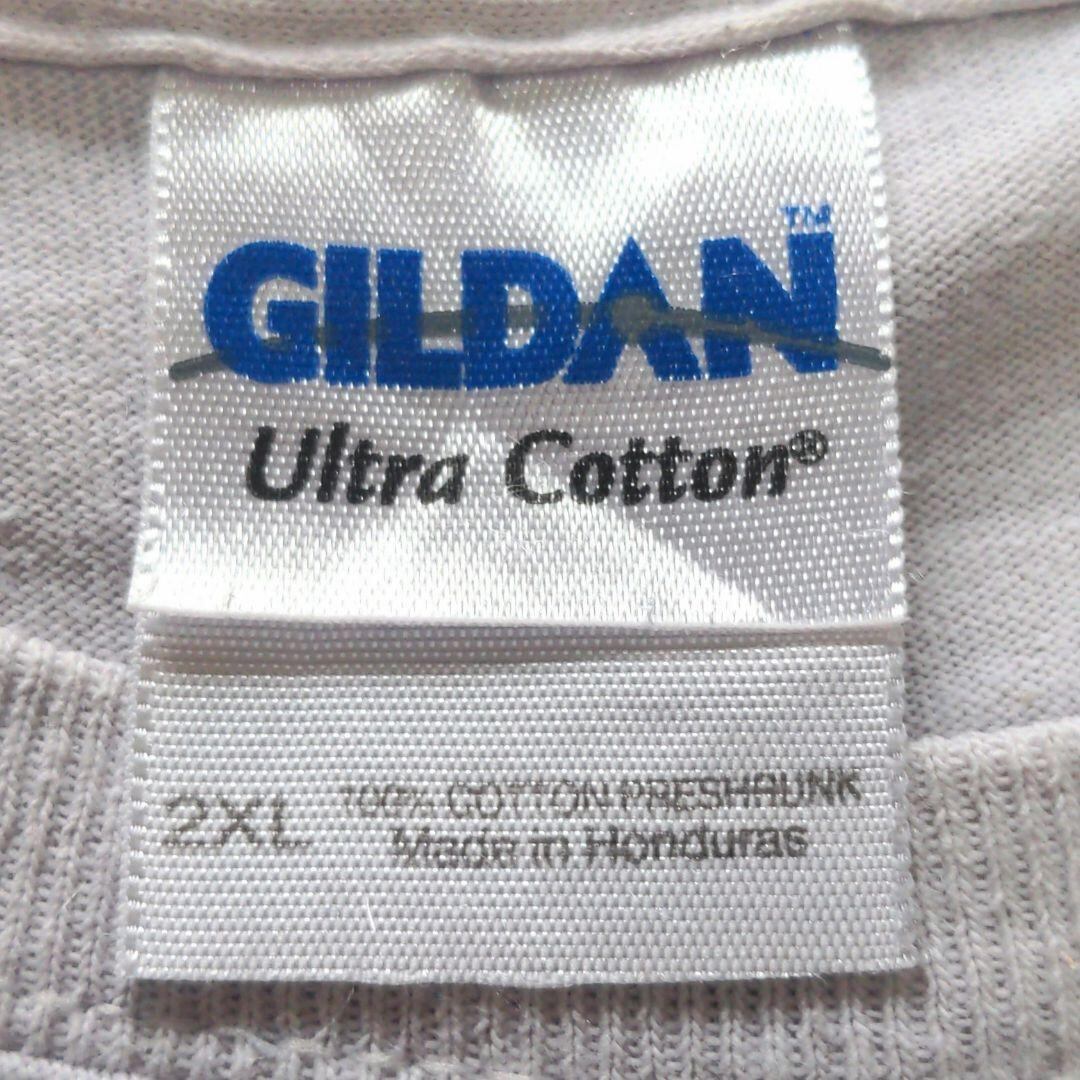 GILDAN™
Ultra Cotton®
2XL 100% COTTON PRESHRUNK
Made in Honduras